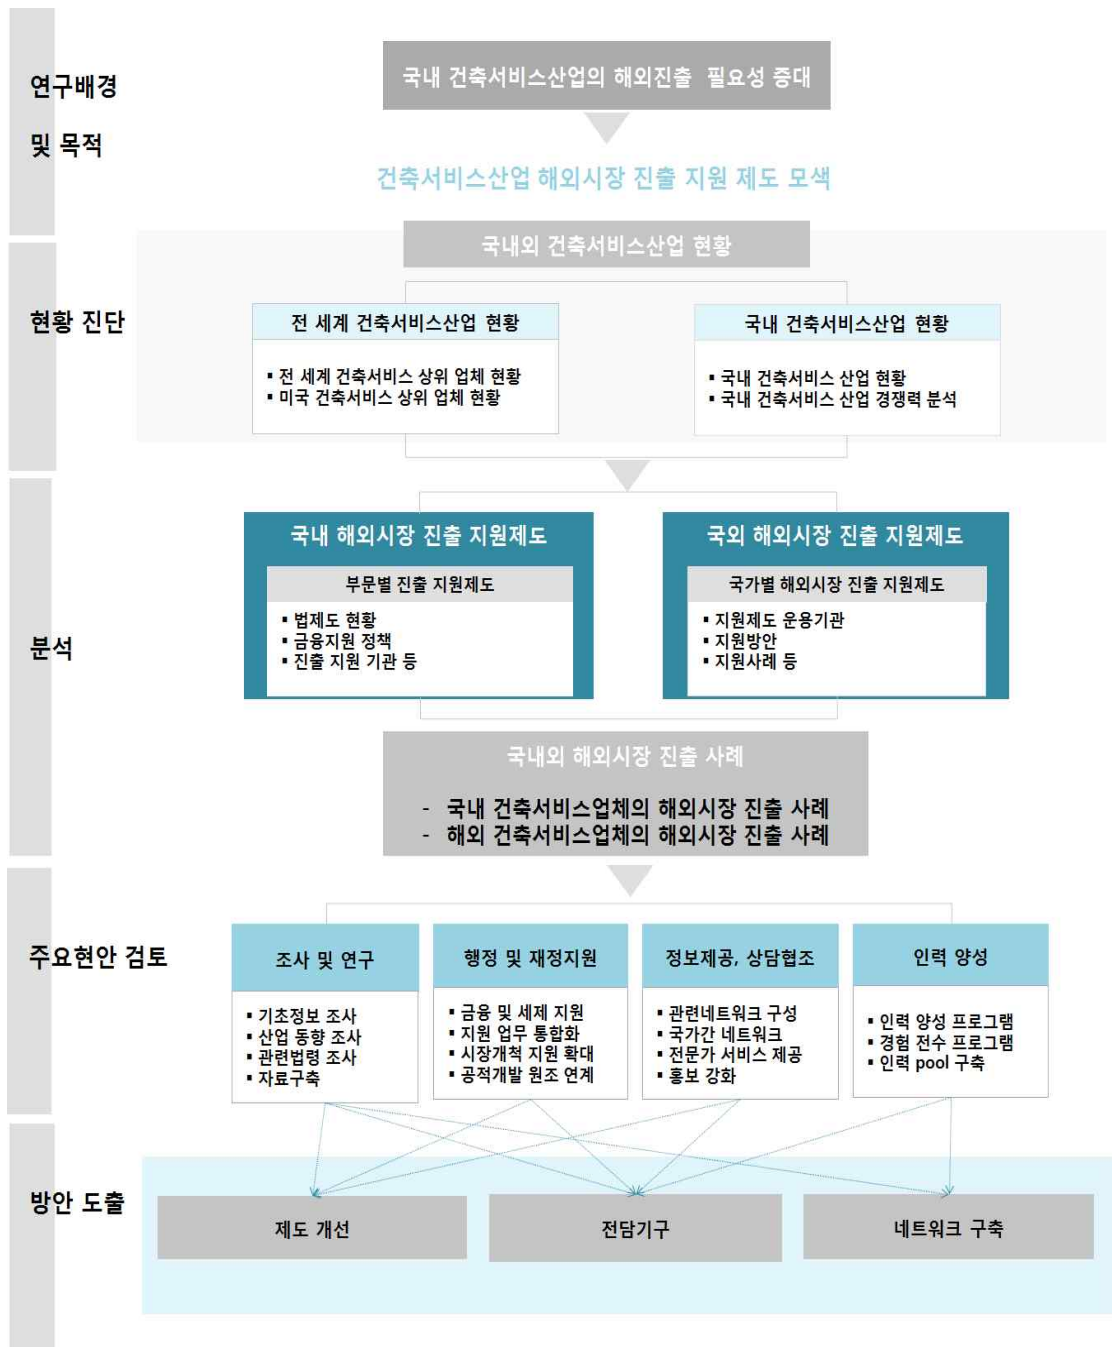 연구배경
및 목적
국내 건축서비스산업의 해외진출 필요성 증대
건축서비스산업 해외시장 진출 지원 제도 모색
현황 진단
국내외 건축서비스산업 현황
전 세계 건축서비스산업 현황
▪ 전 세계 건축서비스 상위 업체 현황
▪ 미국 건축서비스 상위 업체 현황
국내 건축서비스산업 현황
▪ 국내 건축서비스 산업 현황
▪ 국내 건축서비스 산업 경쟁력 분석
분석
국내 해외시장 진출 지원제도
부문별 진출 지원제도
▪ 법제도 현황
▪ 금융지원 정책
▪ 진출 지원 기관 등
국외 해외시장 진출 지원제도
국가별 해외시장 진출 지원제도
▪ 지원제도 운용기관
▪ 지원방안
▪ 지원사례 등
국내외 해외시장 진출 사례
- 국내 건축서비스업체의 해외시장 진출 사례
- 해외 건축서비스업체의 해외시장 진출 사례
주요현안 검토
조사 및 연구
▪ 기초정보 조사
▪ 산업 동향 조사
▪ 관련법령 조사
▪ 자료구축
행정 및 재정지원
▪ 금융 및 세제 지원
▪ 지원 업무 통합화
▪ 시장개척 지원 확대
▪ 공적개발 원조 연계
정보제공, 상담협조
▪ 관련네트워크 구성
▪ 국가간 네트워크
▪ 전문가 서비스 제공
▪ 홍보 강화
인력 양성
▪ 인력 양성 프로그램
▪ 경험 전수 프로그램
▪ 인력 pool 구축
방안 도출
제도 개선
전담기구
네트워크 구축